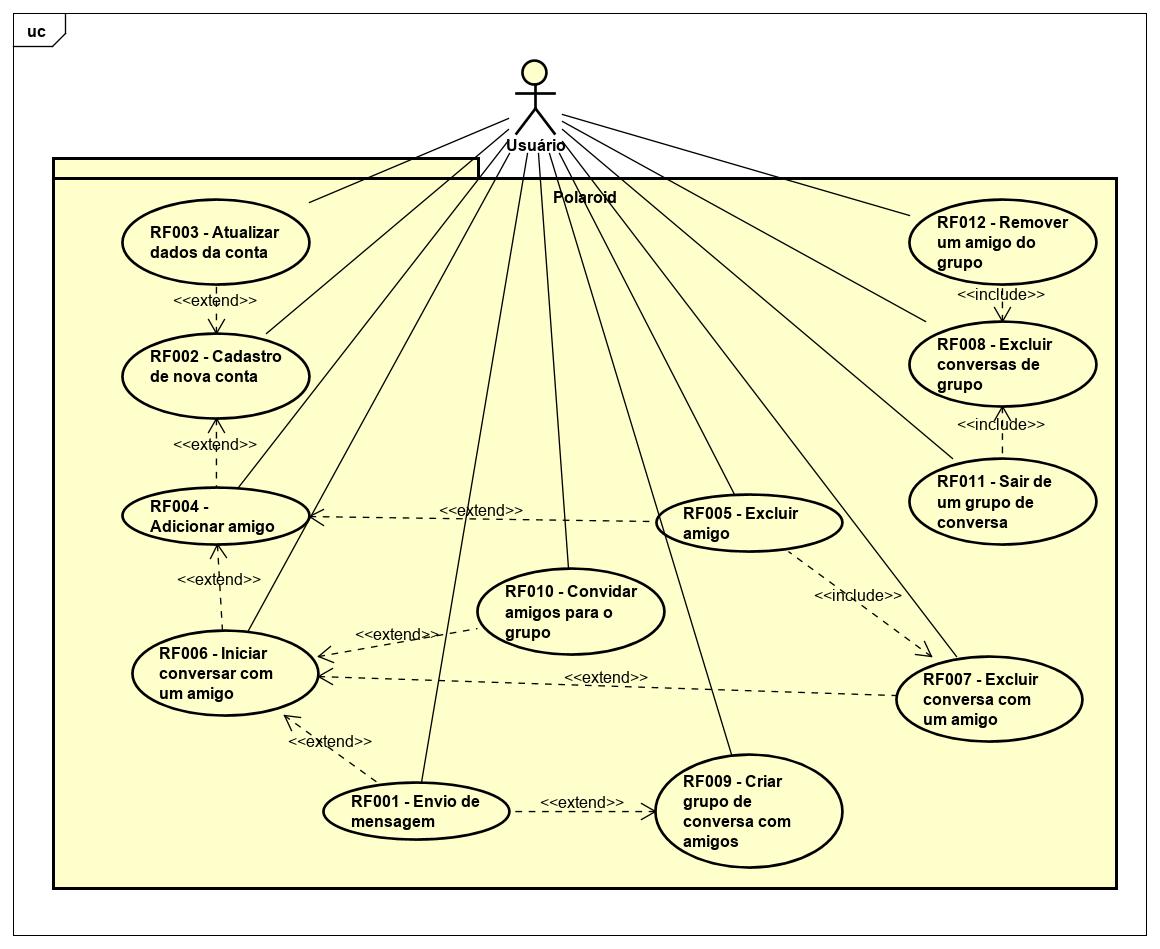 uc
Usuário
Polaroid
RF003 - Atualizar
dados da conta
RF012 - Remover
um amigo do
grupo
<<extend>>
<<include>>
RF002 - Cadastro
de nova conta
RF008 - Excluir
conversas de
grupo
<<extend>>
<<include>>
RF004 -
Adicionar amigo
<<extend>>
RF005 - Excluir
amigo
RF011 - Sair de
um grupo de
conversa
<<extend>>
RF010 - Convidar
amigos para o
grupo
<<include>>
<<extend>>
RF006 - Iniciar
conversar com
um amigo
<<extend>>
RF007 - Excluir
conversa com
um amigo
<<extend>>
RF001 - Envio de
mensagem
<<extend>>
RF009 - Criar
grupo de
conversa com
amigos